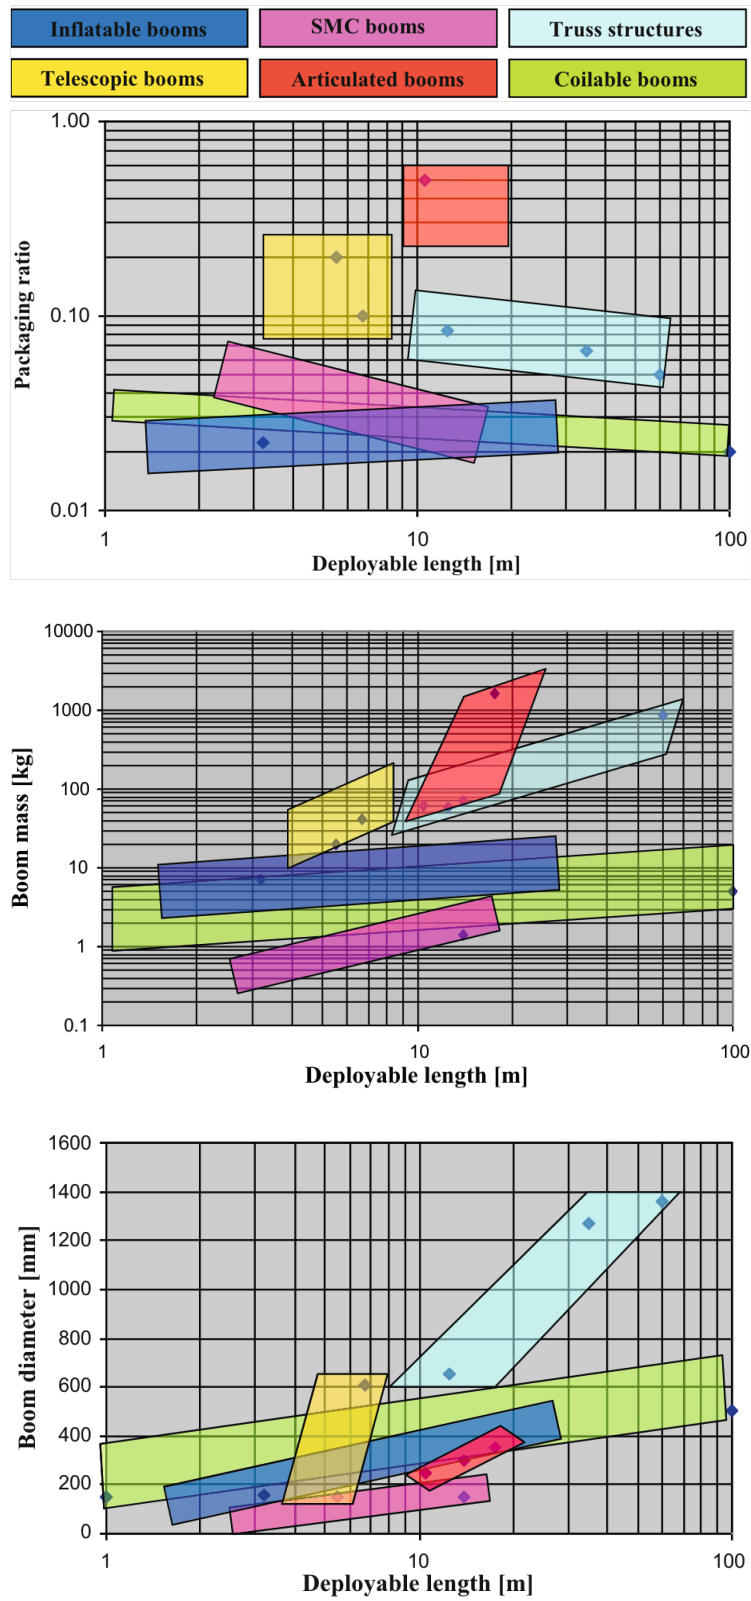 Inflatable booms
SMC booms
Truss structures
Telescopic booms
Articulated booms
Coilable booms
1.00
Packaging ratio
0.10
0.01
1
10
100
Deployable length [m]
10000
1000
100
Boom mass [kg]
10
1
0.1
1
10
100
Deployable length [m]
1600
1400
1200
1000
Boom diameter [mm]
800
600
400
200
0
1
10
100
Deployable length [m]